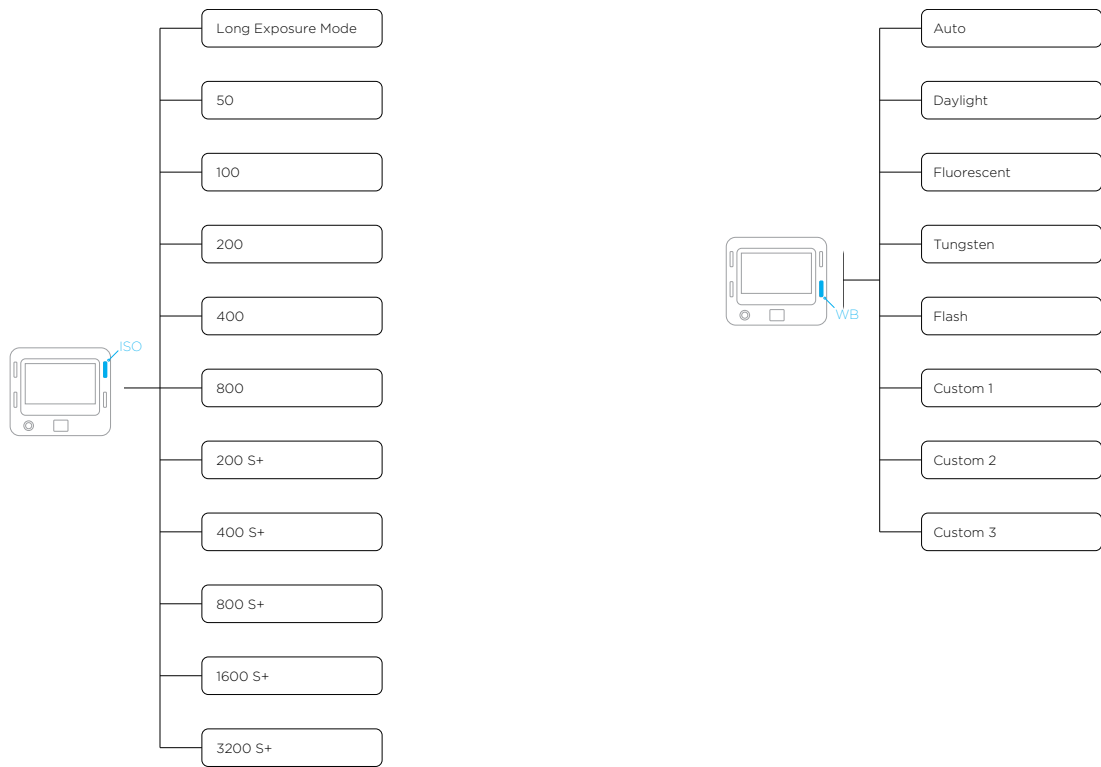 Long Exposure Mode
50
100
200
400
ISO
800
200 S+
400 S+
800 S+
1600 S+
3200 S+
Auto
Daylight
Fluorescent
Tungsten
WB
Flash
Custom 1
Custom 2
Custom 3